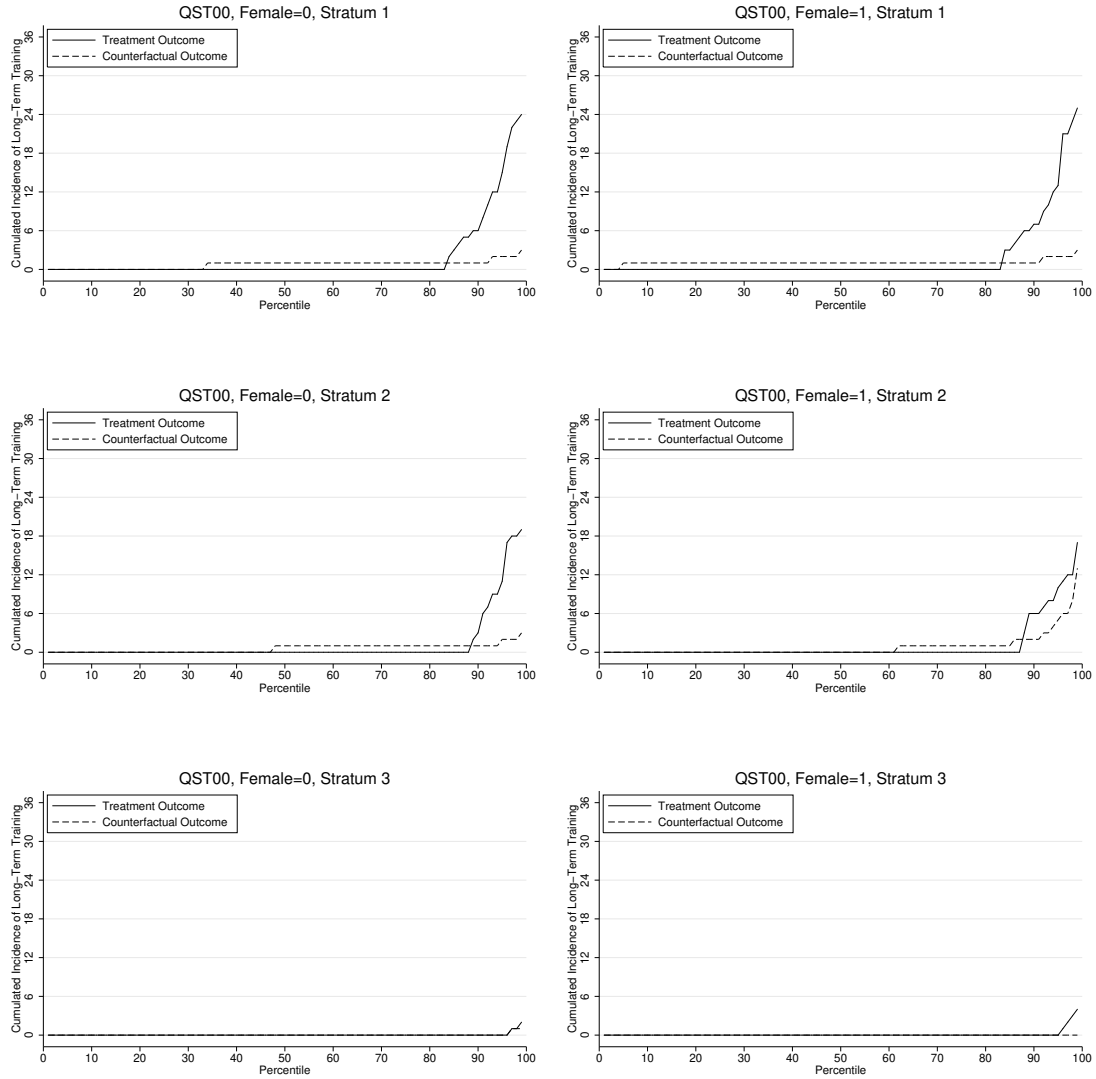 QST00, Female=0, Stratum 1
Treatment Outcome
Counterfactual Outcome
Cumulated Incidence of Long−Term Training
36
30
24
18
12
6
0
0 10 20 30 40 50 60 70 80 90 100
Percentile
QST00, Female=1, Stratum 1
Treatment Outcome
Counterfactual Outcome
Cumulated Incidence of Long−Term Training
36
30
24
18
12
6
0
0 10 20 30 40 50 60 70 80 90 100
Percentile
QST00, Female=0, Stratum 2
Treatment Outcome
Counterfactual Outcome
Cumulated Incidence of Long−Term Training
36
30
24
18
12
6
0
0 10 20 30 40 50 60 70 80 90 100
Percentile
QST00, Female=1, Stratum 2
Treatment Outcome
Counterfactual Outcome
Cumulated Incidence of Long−Term Training
36
30
24
18
12
6
0
0 10 20 30 40 50 60 70 80 90 100
Percentile
QST00, Female=0, Stratum 3
Treatment Outcome
Counterfactual Outcome
Cumulated Incidence of Long−Term Training
36
30
24
18
12
6
0
0 10 20 30 40 50 60 70 80 90 100
Percentile
QST00, Female=1, Stratum 3
Treatment Outcome
Counterfactual Outcome
Cumulated Incidence of Long−Term Training
36
30
24
18
12
6
0
0 10 20 30 40 50 60 70 80 90 100
Percentile